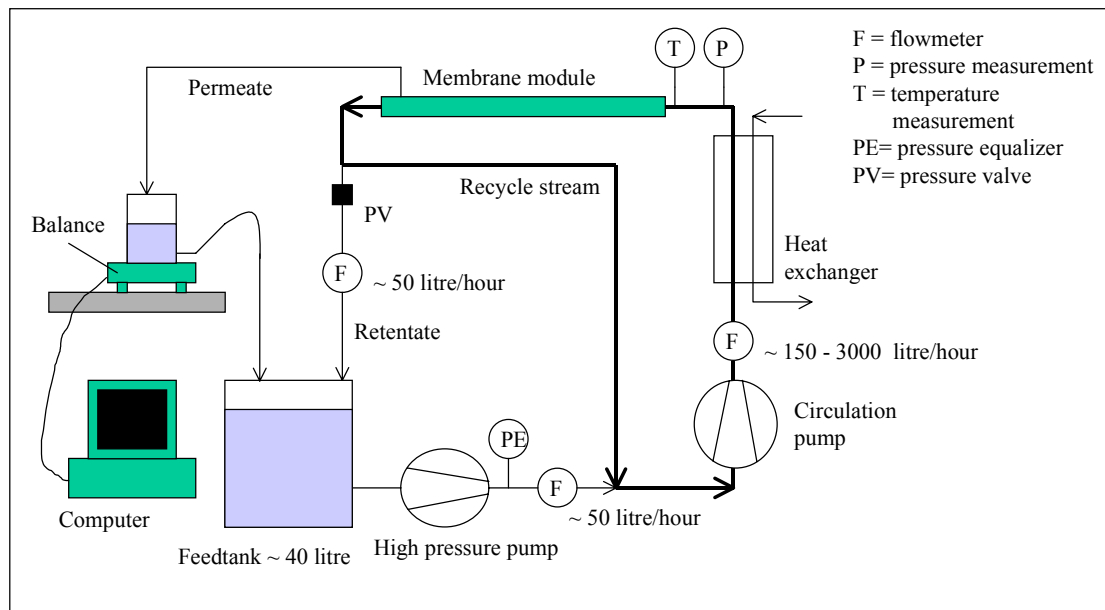 T
P
F = flowmeter
P = pressure measurement
T = temperature
measurement
PE= pressure equalizer
PV= pressure valve
Permeate
Membrane module
Recycle stream
PV
Balance
Heat
exchanger
F
~ 50 litre/hour
Retentate
F
~ 150 - 3000 litre/hour
Circulation
pump
PE
F
~ 50 litre/hour
Computer
Feedtank ~ 40 litre
High pressure pump